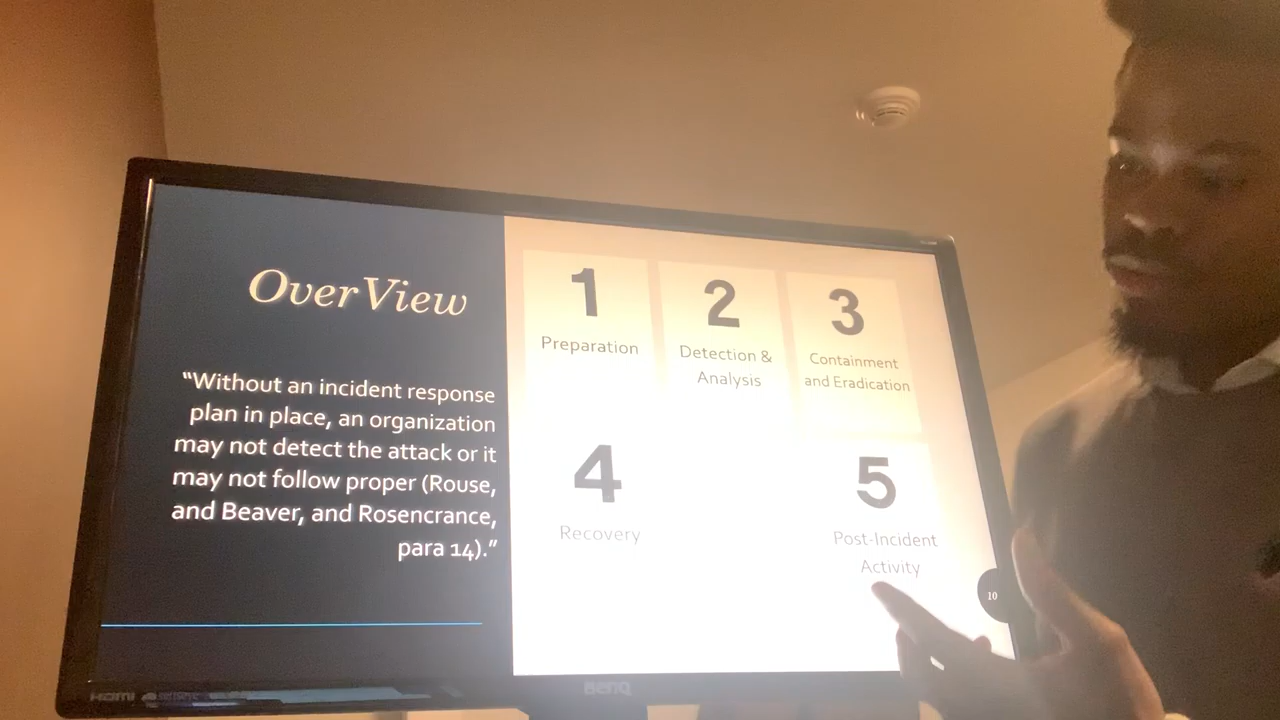 OverView
“Without an incident response
plan in place, an organization
may not detect the attack or it
may not follow proper (Rouse,
and Beaver, and Rosencrance,
para 14).”
1
Preparation
2
Detection &
Analysis
3
Containment
and Eradication
4
Recovery
5
Post-Incident
Activity
10
HDMI
BenQ